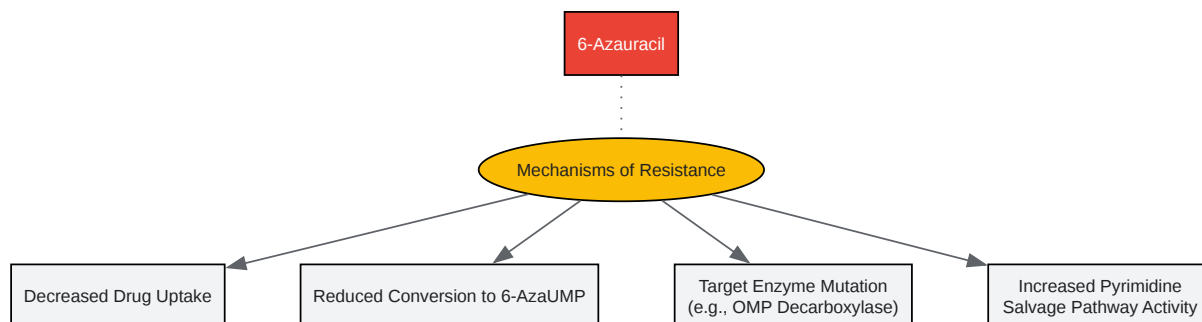 6-Azauracil
Mechanisms of Resistance
Decreased Drug Uptake
Reduced Conversion to 6-AzaUMP
Target Enzyme Mutation
(e.g., OMP Decarboxylase)
Increased Pyrimidine
Salvage Pathway Activity